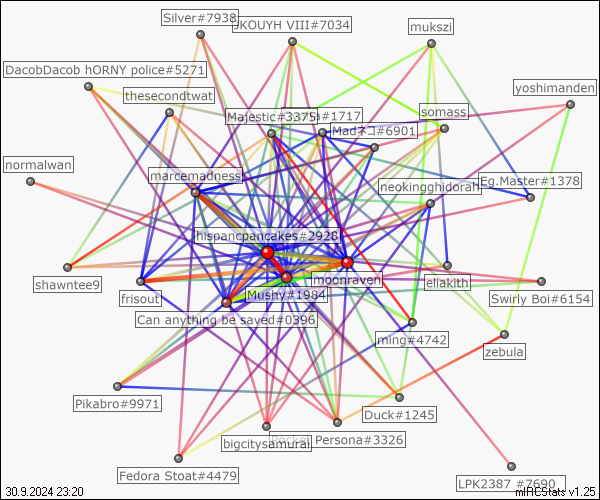 Silver#7938
JKOUYH VIII#7034
mukszi
DacobDacob hORNY police#5271
yoshimanden
thesecondtwat
Majestic#3375
#1717
somass
Madネコ#6901
normalwan
marcemadness
neokingghidorah
Eg.Master#1378
hispancpancakes#2928
shawntee9
frisout
Mushy#1984
moonraven
eliakith
Swirly Boi#6154
Can anything be saved#0396
ming#4742
zebula
Pikabro#9971
Duck#1245
bigcitysamurai
Persona#3326
Fedora Stoat#4479
LPK2387 #7690
30.9.2024 23:20
mIRCStats v1.25